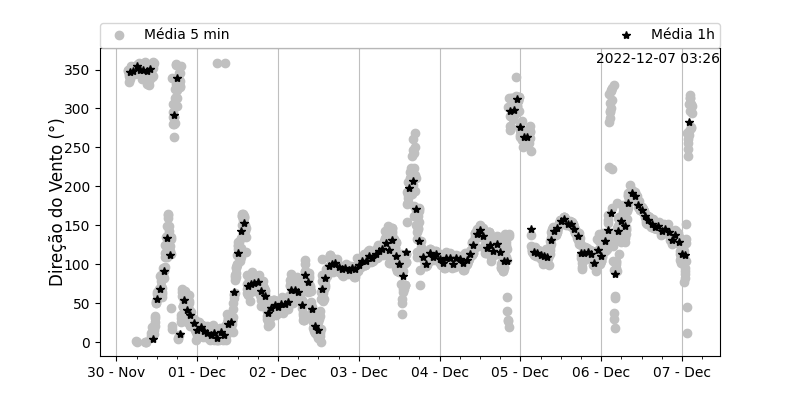 Média 5 min
Média 1h
2022-12-07 03:26
Direção do Vento (°)
350
300
250
200
150
100
50
0
30 - Nov
01 - Dec
02 - Dec
03 - Dec
04 - Dec
05 - Dec
06 - Dec
07 - Dec